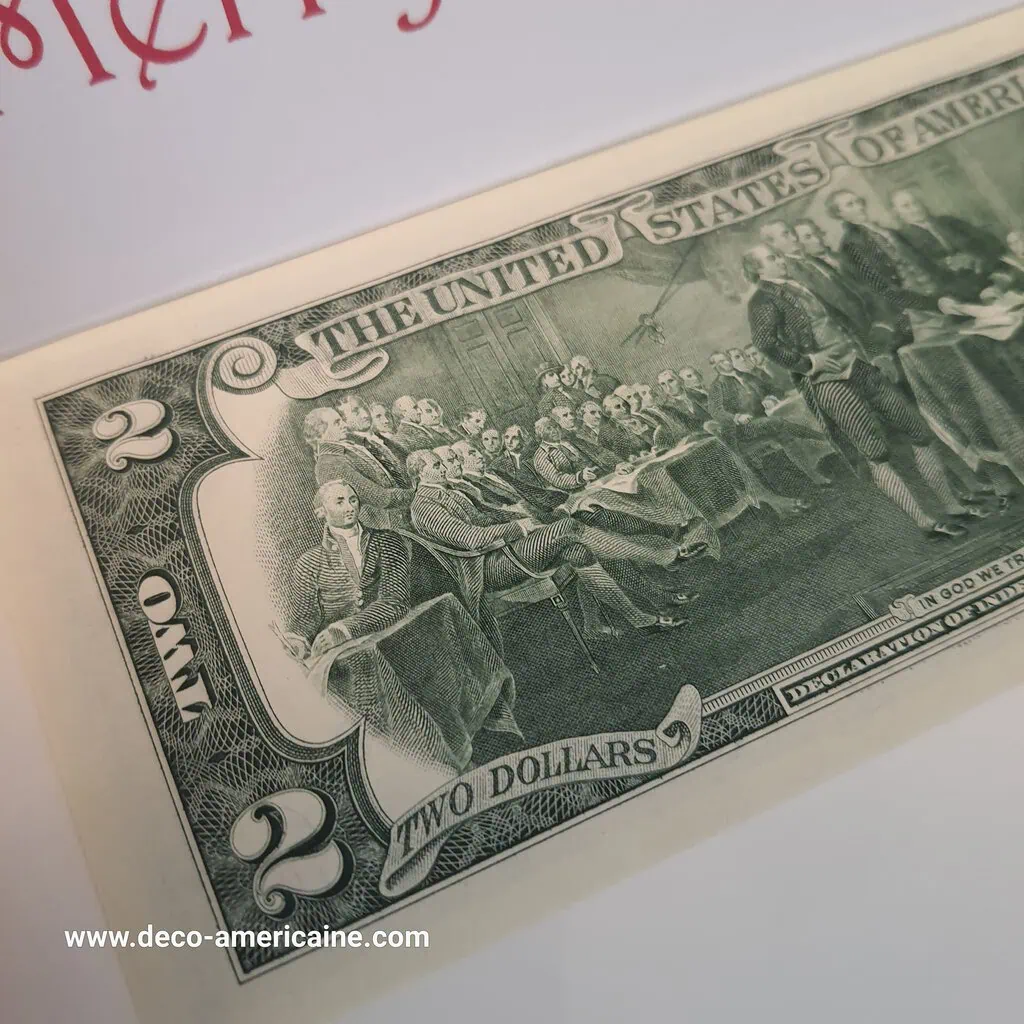 Merry
THE UNITED STATES OF AMERI
2
TWO
IN GOD WE TR
DECLARATION OF INDE
TWO DOLLARS
2
www.deco-americaine.com